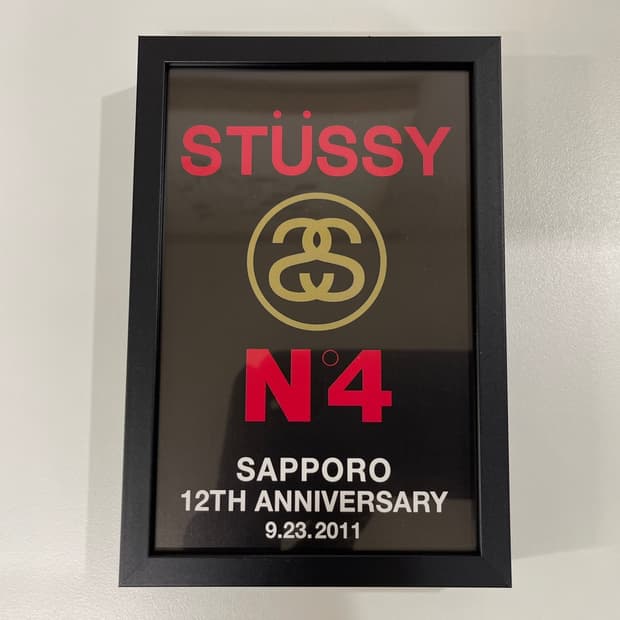 STÜSSY
N°4
SAPPORO
12TH ANNIVERSARY
9.23.2011